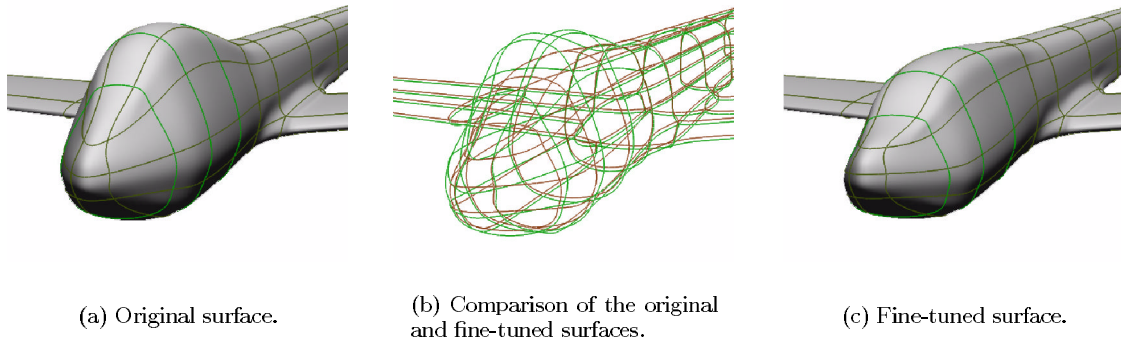 (a) Original surface.
(b) Comparison of the original
and fine-tuned surfaces.
(c) Fine-tuned surface.